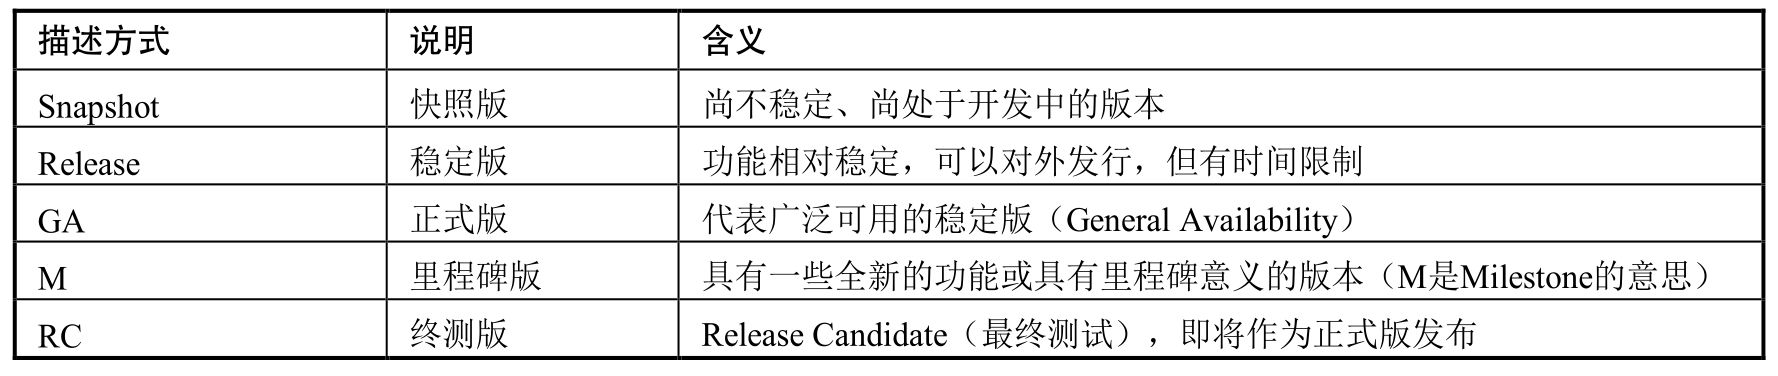 描述方式 说明 含义
Snapshot 快照版 尚不稳定、尚处于开发中的版本
Release 稳定版 功能相对稳定，可以对外发行，但有时间限制
GA 正式版 代表广泛可用的稳定版（General Availability）
M 里程碑版 具有一些全新的功能或具有里程碑意义的版本（M是Milestone的意思）
RC 终测版 Release Candidate（最终测试），即将作为正式版发布